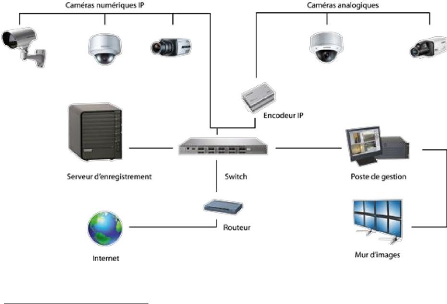 Caméras numériques IP
Caméras analogiques
Encodeur IP
Serveur d'enregistrement
Switch
Poste de gestion
Routeur
Internet
Mur d'images